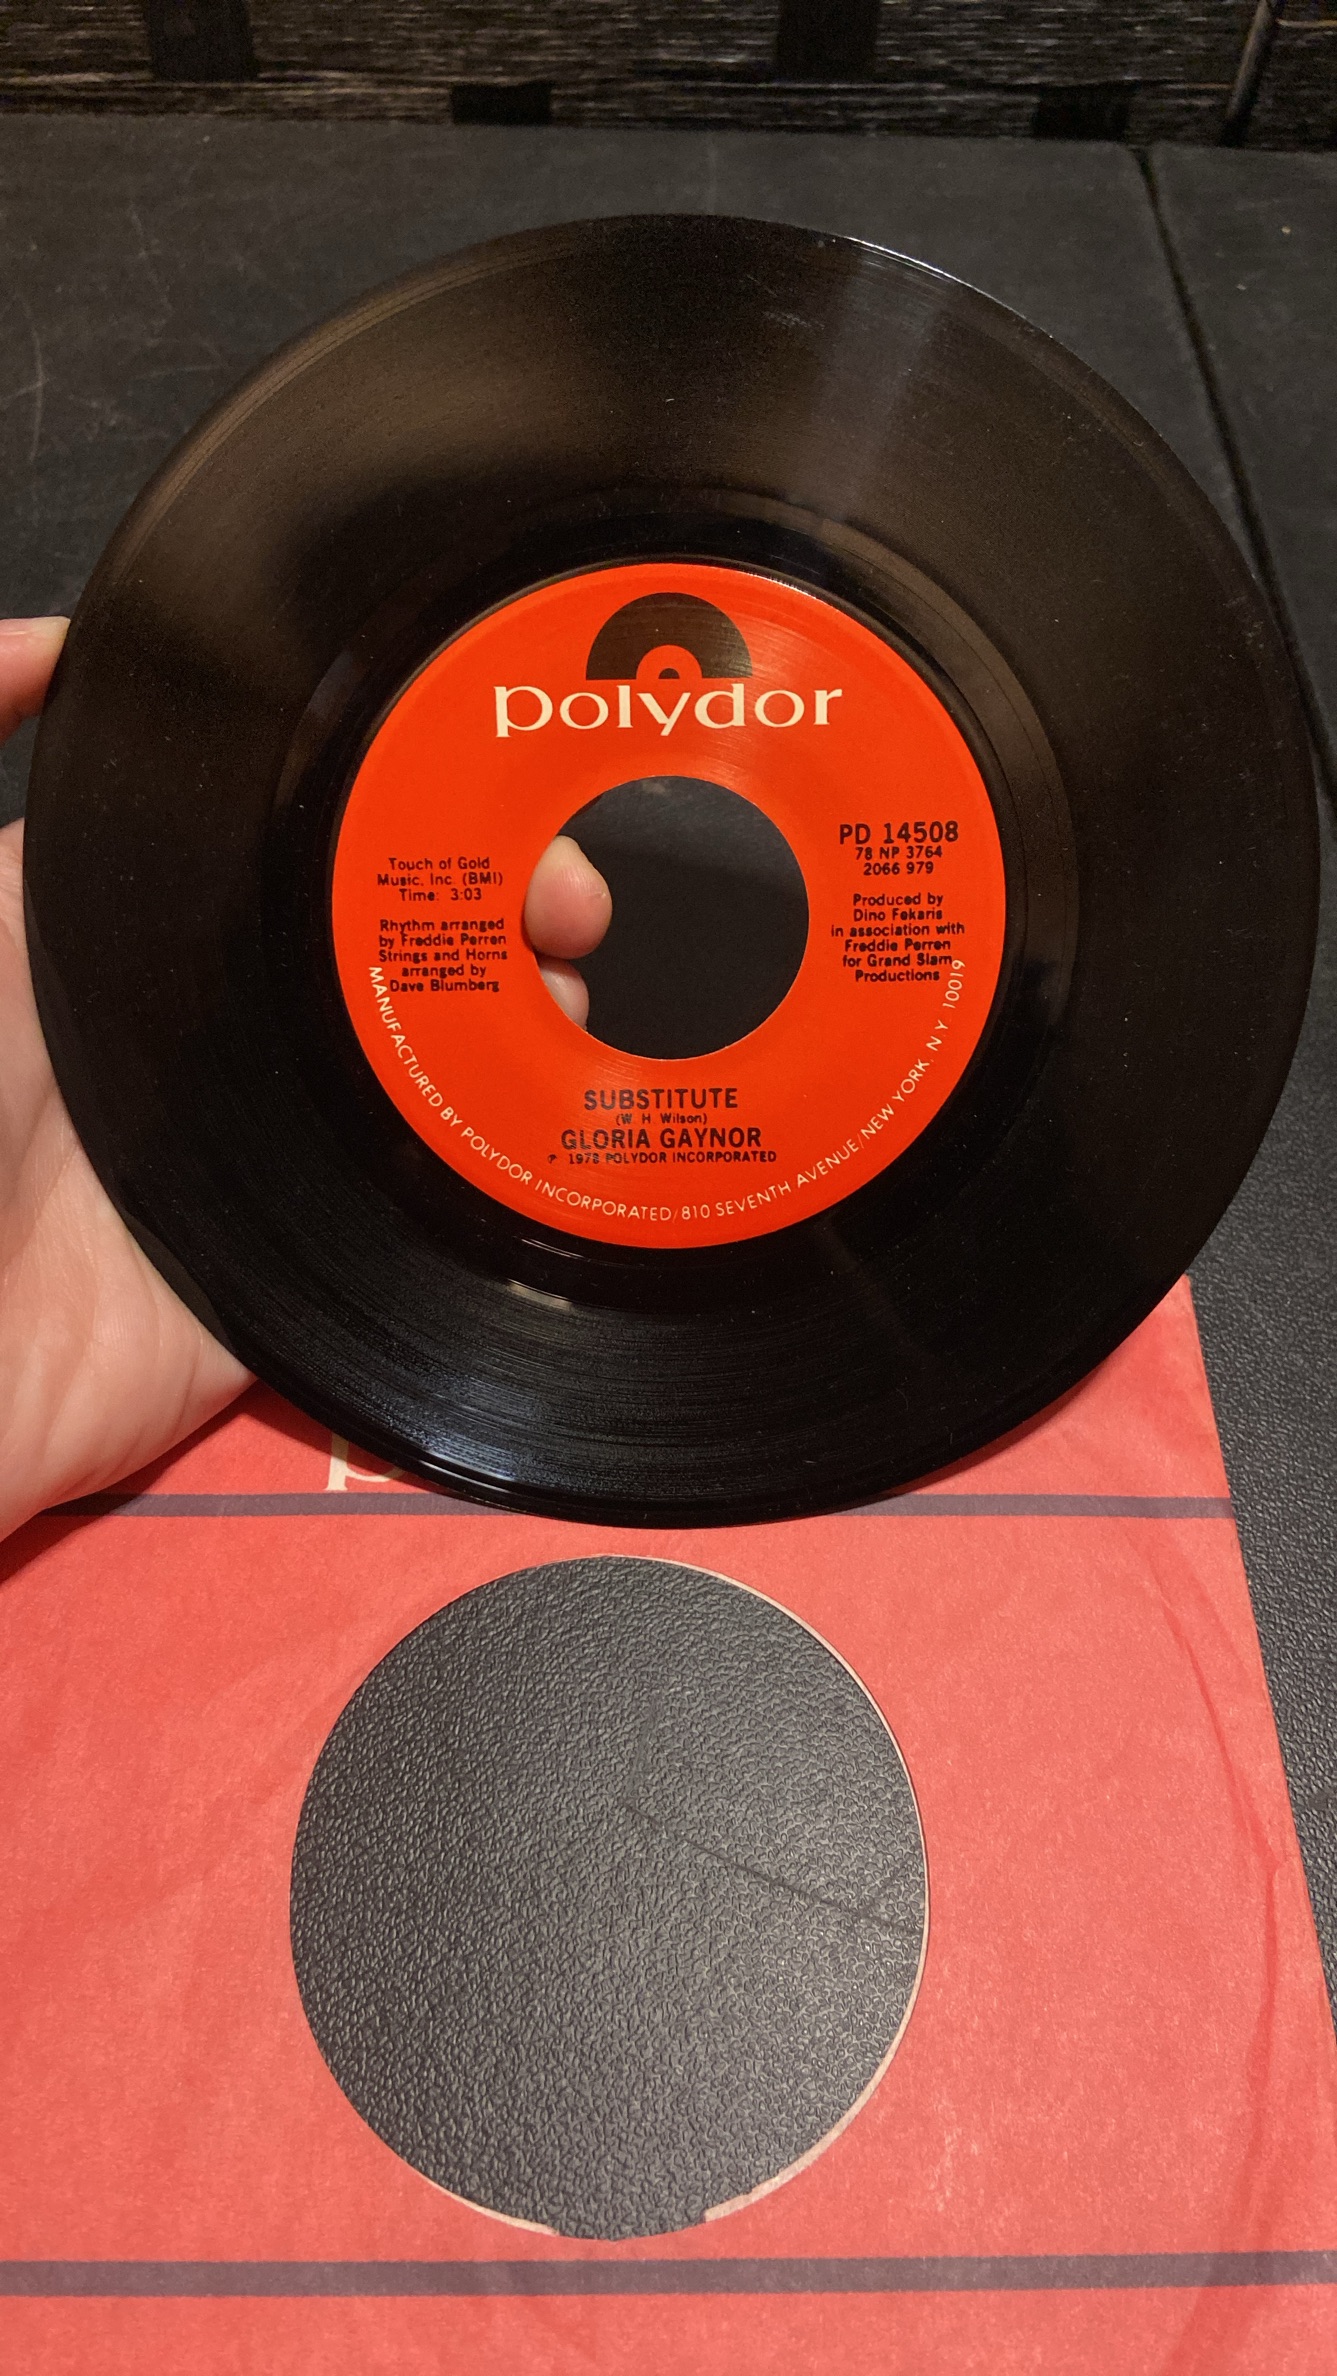 polydor
PD 14508
78 NP 3764
2066 979
Touch of Gold
Music, Inc. (BMI)
Time: 3:03
Rhythm arranged
by Freddie Perren
Strings and Horns
arranged by
Dave Blumberg
Produced by
Dino Fekaris
in association with
Freddie Perren
for Grand Slam
Productions
SUBSTITUTE
(W. H. Wilson)
GLORIA GAYNOR
℗ 1978 POLYDOR INCORPORATED
MANUFACTURED BY POLYDOR INCORPORATED/810 SEVENTH AVENUE/NEW YORK. N.Y. 10019
p